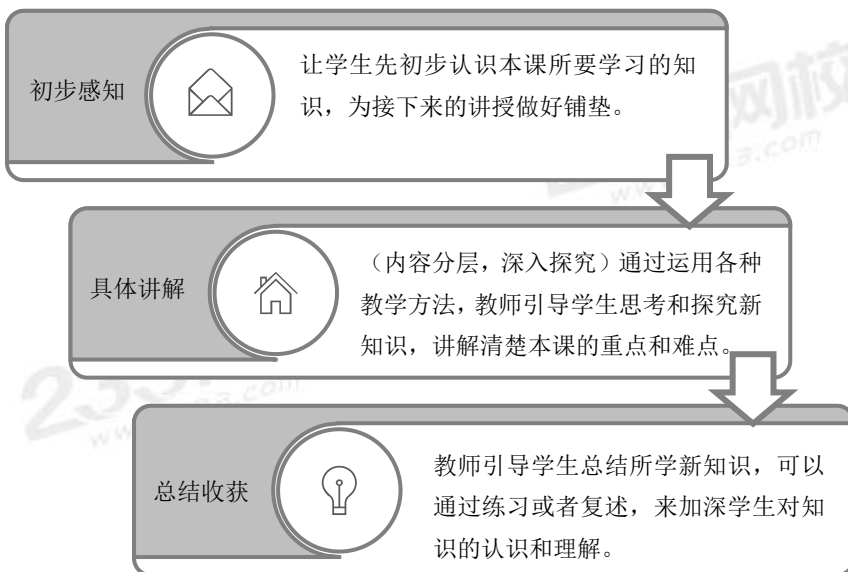 初步感知
让学生先初步认识本课所要学习的知
识，为接下来的讲授做好铺垫。
具体讲解
（内容分层，深入探究）通过运用各种
教学方法，教师引导学生思考和探究新
知识，讲解清楚本课的重点和难点。
总结收获
教师引导学生总结所学新知识，可以
通过练习或者复述，来加深学生对知
识的认识和理解。